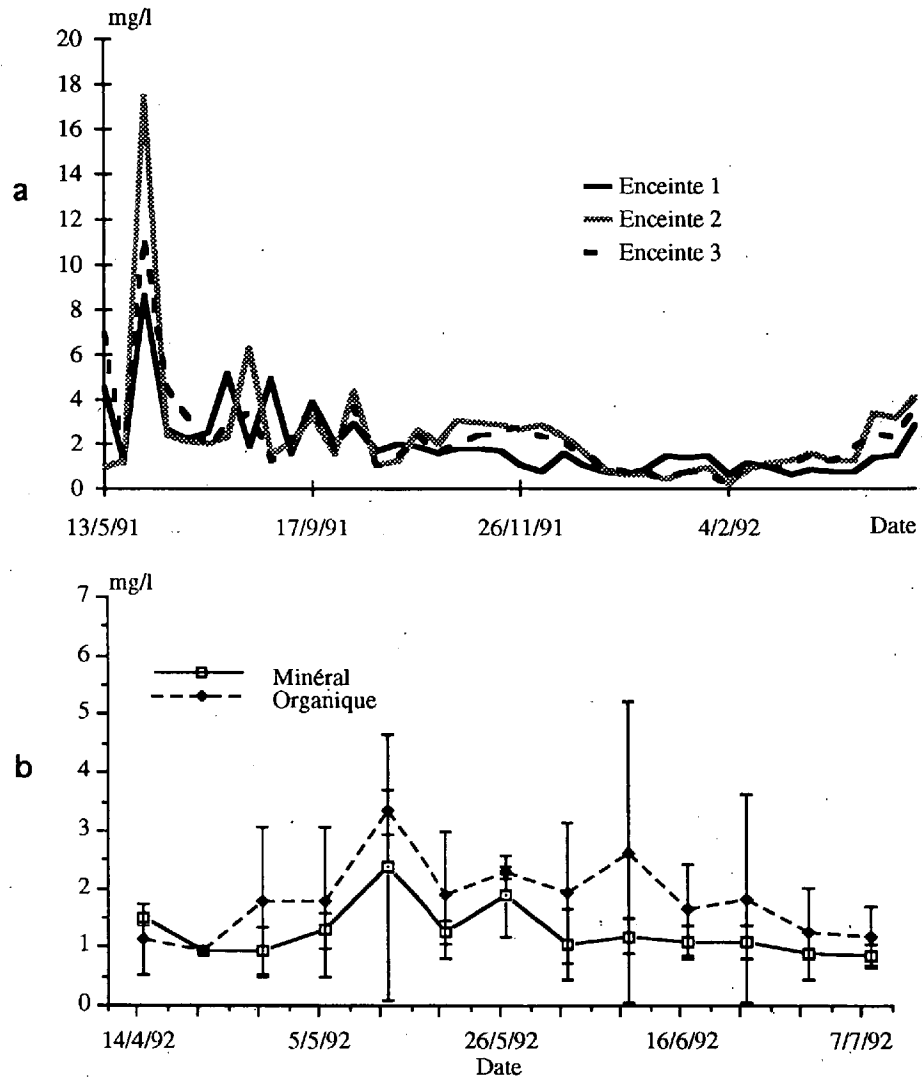 mg/l
20
18
16
14
12
10
8
6
4
2
0
a
Enceinte 1
Enceinte 2
Enceinte 3
13/5/91 17/9/91 26/11/91 4/2/92 Date
mg/l
7
6
5
4
3
2
1
0
b
Minéral
Organique
14/4/92 5/5/92 26/5/92 16/6/92 7/7/92
Date